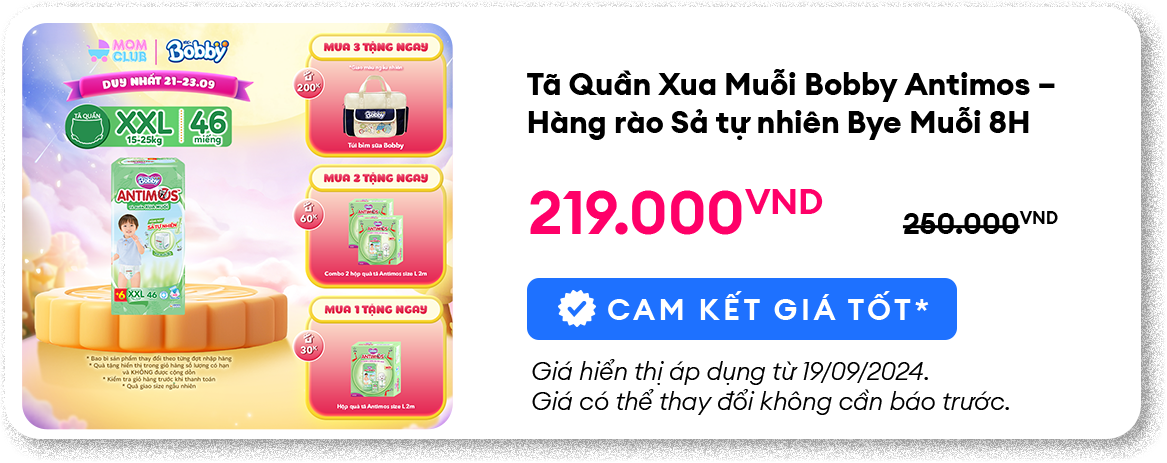 MOM
CLUB
Bobby
DUY NHẤT 21-23.09
TÃ QUẦN
XXL
15-25kg
46
miếng
Bobby
ANTIMOS
SẢ TỰ NHIÊN
+6 XXL 46
* Bao bì sản phẩm thay đổi theo từng đợt nhập hàng
* Quà tặng hiển thị trong giỏ hàng số lượng có hạn
và KHÔNG được cộng dồn
* Kiểm tra giỏ hàng trước khi thanh toán
* Quà giao size ngẫu nhiên
MUA 3 TẶNG NGAY
200K
Bobby
Túi bỉm sữa Bobby
MUA 2 TẶNG NGAY
60K
Combo 2 hộp quà tã Antimos size L 2m
MUA 1 TẶNG NGAY
30K
ANTIMOS
Hộp quà tã Antimos size L 2m
Tã Quần Xua Muỗi Bobby Antimos –
Hàng rào Sả tự nhiên Bye Muỗi 8H
219.000VND
250.000VND
CAM KẾT GIÁ TỐT*
Giá hiển thị áp dụng từ 19/09/2024.
Giá có thể thay đổi không cần báo trước.